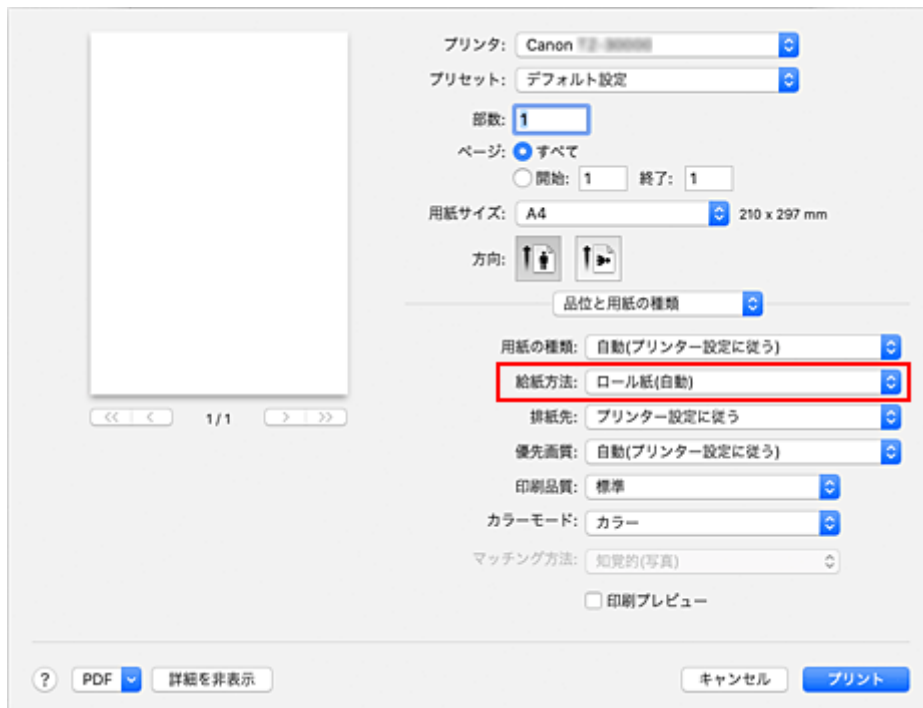 プリンタ: Canon
プリセット: デフォルト設定
部数: 1
ページ: すべて
開始: 1 終了: 1
用紙サイズ: A4 210 x 297 mm
方向:
品位と用紙の種類
用紙の種類: 自動(プリンター設定に従う)
給紙方法: ロール紙(自動)
<< < 1/1 > >>
排紙先: プリンター設定に従う
優先画質: 自動(プリンター設定に従う)
印刷品質: 標準
カラーモード: カラー
マッチング方法: 知覚的(写真)
印刷プレビュー
? PDF 詳細を非表示 キャンセル プリント